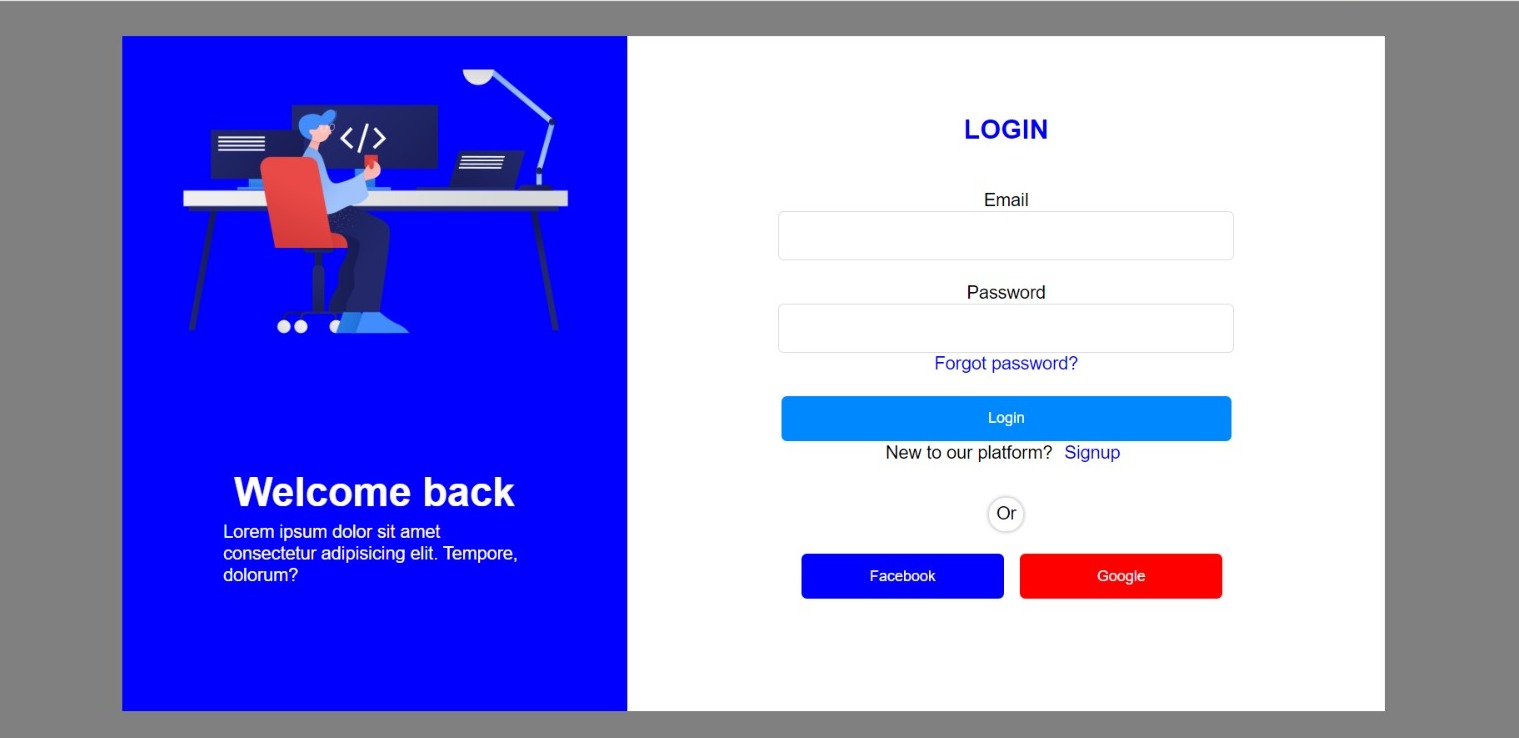 </>
Welcome back
Lorem ipsum dolor sit amet
consectetur adipisicing elit. Tempore,
dolorum?
LOGIN
Email
Password
Forgot password?
Login
New to our platform? Signup
Or
Facebook Google